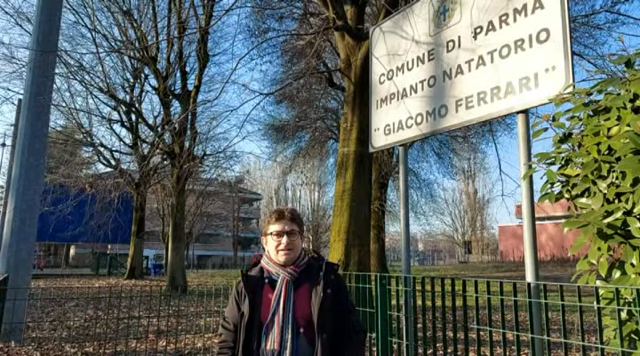 COMUNE DI PARMA
IMPIANTO NATATORIO
"GIACOMO FERRARI"